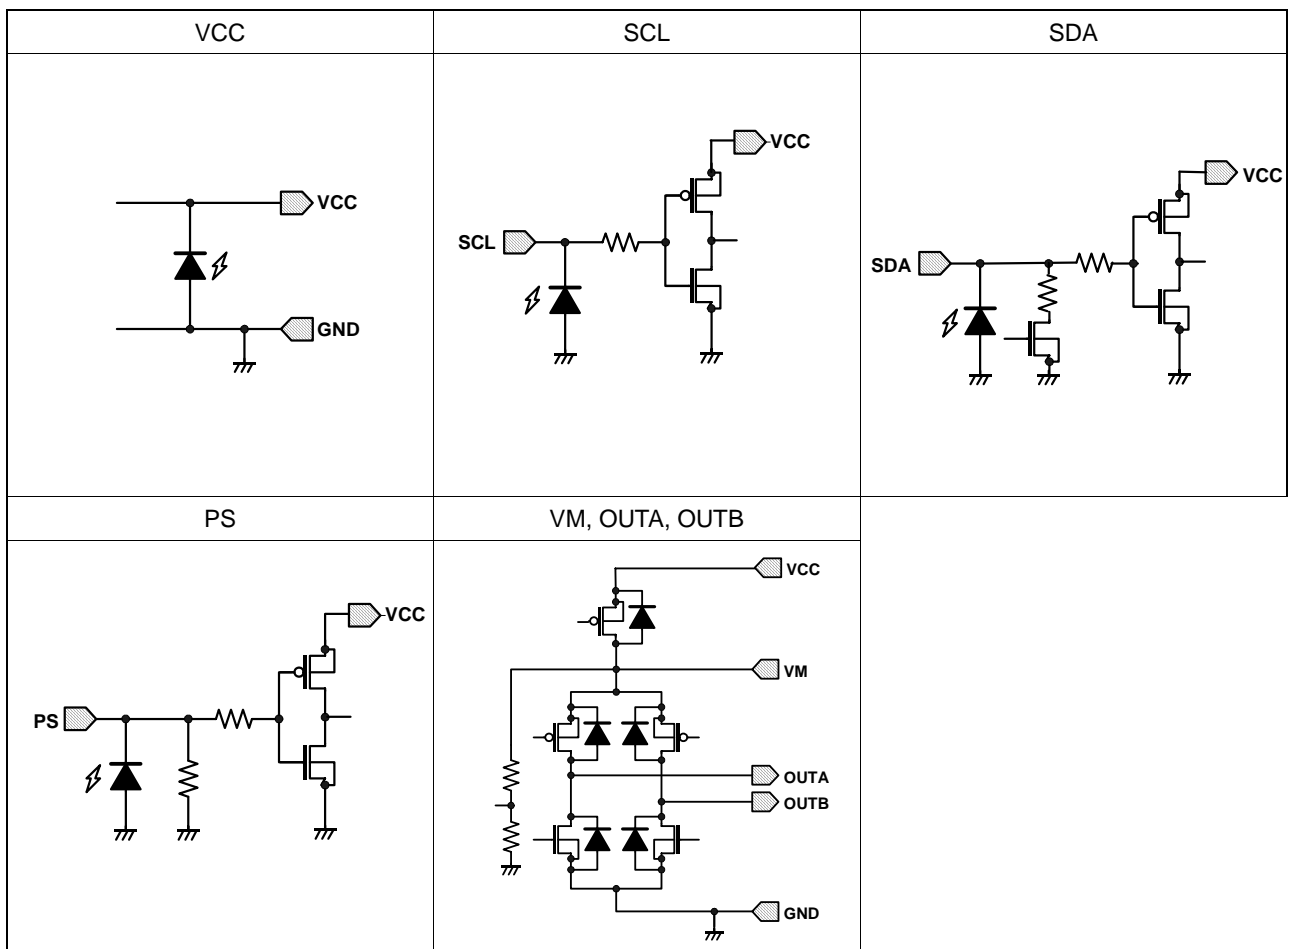 VCC
SCL
SDA
VCC
GND
SCL
VCC
SDA
VCC
PS
VM, OUTA, OUTB
PS
VCC
VCC
VM
OUTA
OUTB
GND